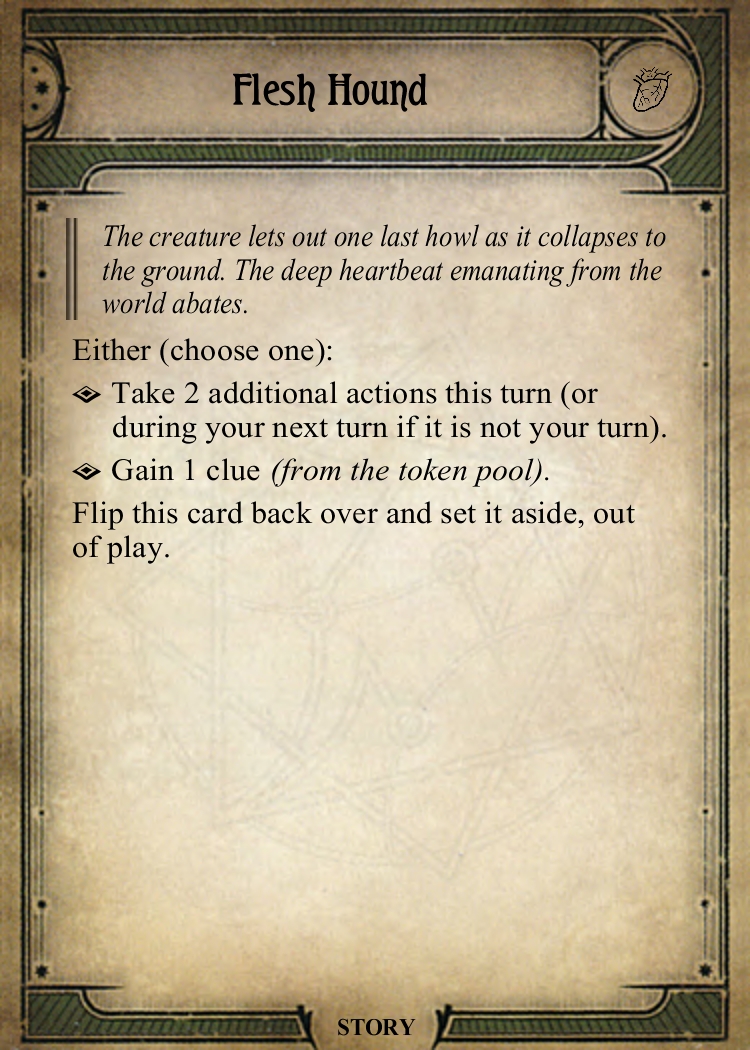 Flesh Hound
The creature lets out one last howl as it collapses to
the ground. The deep heartbeat emanating from the
world abates.
Either (choose one):
Take 2 additional actions this turn (or
during your next turn if it is not your turn).
Gain 1 clue (from the token pool).
Flip this card back over and set it aside, out
of play.
STORY